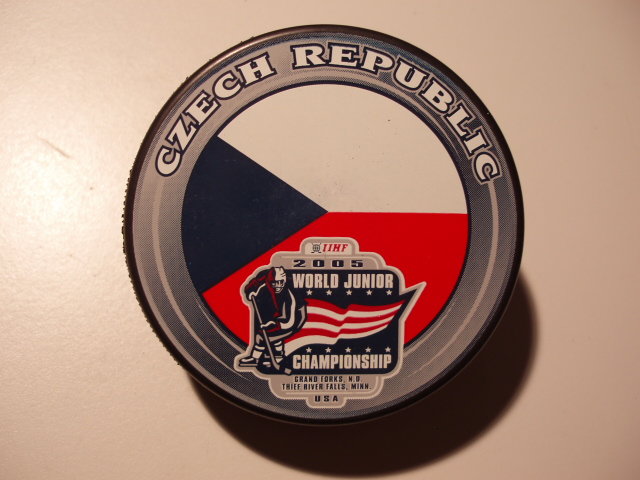 CZECH REPUBLIC
IIHF
2005
WORLD JUNIOR
CHAMPIONSHIP
GRAND FORKS, N.D.
THIEF RIVER FALLS, MINN.
USA